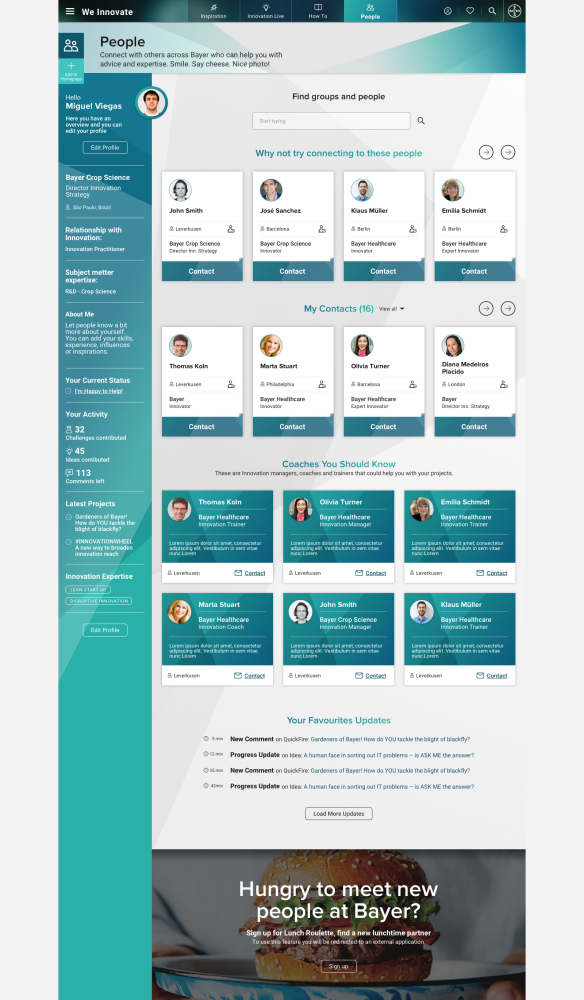 We Innovate
Inspiration
Innovation Live
How To
People
People
Connect with others across Bayer who can help you with
advice and expertise. Smile. Say cheese. Nice photo!
Add to
Homepage
Hello
Miguel Viegas
Here you have an
overview and you can
edit your profile
Edit Profile
Bayer Crop Science
Director Innovation
Strategy
São Paulo, Brazil
Relationship with
Innovation:
Innovation Practitioner
Subject metter
expertise:
R&D - Crop Science
About Me
Let people know a bit
more about yourself.
You can add your skills,
experience, influences
or inspirations.
Your Current Status
I'm Happy to Help!
Your Activity
32
Challenges contributed
45
Ideas contibuted
113
Comments left
Latest Projects
Gardeners of Bayer!
How do YOU tackle the
blight of blackfly?
#INNOVATIONWHEEL
A new way to broaden
innovation reach
Innovation Expertise
LEAN START UP
DISRUPTIVE INNOVATION
Edit Profile
Find groups and people
Start typing
Why not try connecting to these people
John Smith
Leverkusen
Bayer Crop Science
Director Inn. Strategy
Contact
José Sanchez
Barcelona
Bayer Crop Science
Innovator
Contact
Klaus Müller
Berlin
Bayer Healthcare
Innovator
Contact
Emilia Schmidt
Berlin
Bayer Healthcare
Expert Innovator
Contact
My Contacts (16) View all
Thomas Koln
Leverkusen
Bayer
Innovator
Contact
Marta Stuart
Philadelphia
Bayer Healthcare
Innovator
Contact
Olivia Turner
Barcelona
Bayer Healthcare
Expert Innovator
Contact
Diana Medeiros
Placido
London
Bayer
Director Inn. Strategy
Contact
Coaches You Should Know
These are Innovation managers, coaches and trainers that could help you with your projects.
Thomas Koln
Bayer Healthcare
Innovation Trainer
Lorem ipsum dolor sit amet, consectetur
adipiscing elit. Vestibulum in sem vitae
nunc Lorem
Leverkusen
Contact
Olivia Turner
Bayer Healthcare
Innovation Manager
Lorem ipsum dolor sit amet, consectetur
adipiscing elit. Vestibulum in sem vitae
nunc Lorem
Leverkusen
Contact
Emilia Schmidt
Bayer Healthcare
Innovation Trainer
Lorem ipsum dolor sit amet, consectetur
adipiscing elit. Vestibulum in sem vitae
nunc Lorem
Leverkusen
Contact
Marta Stuart
Bayer Healthcare
Innovation Coach
Lorem ipsum dolor sit amet, consectetur
adipiscing elit. Vestibulum in sem vitae
nunc Lorem
Leverkusen
Contact
John Smith
Bayer Crop Science
Innovation Manager
Lorem ipsum dolor sit amet, consectetur
adipiscing elit. Vestibulum in sem vitae
nunc Lorem
Leverkusen
Contact
Klaus Müller
Bayer Healthcare
Innovation Trainer
Lorem ipsum dolor sit amet, consectetur
adipiscing elit. Vestibulum in sem vitae
nunc Lorem
Leverkusen
Contact
Your Favourites Updates
5 min New Comment on QuickFire: Gardeners of Bayer! How do YOU tackle the blight of blackfly?
12 min Progress Update on Idea: A human face in sorting out IT problems – is ASK ME the answer?
35 min New Comment on QuickFire: Gardeners of Bayer! How do YOU tackle the blight of blackfly?
42min Progress Update on Idea: A human face in sorting out IT problems – is ASK ME the answer?
Load More Updates
Hungry to meet new
people at Bayer?
Sign up for Lunch Roulette, find a new lunchtime partner
To use this feature you will be redirected to an external application.
Sign up